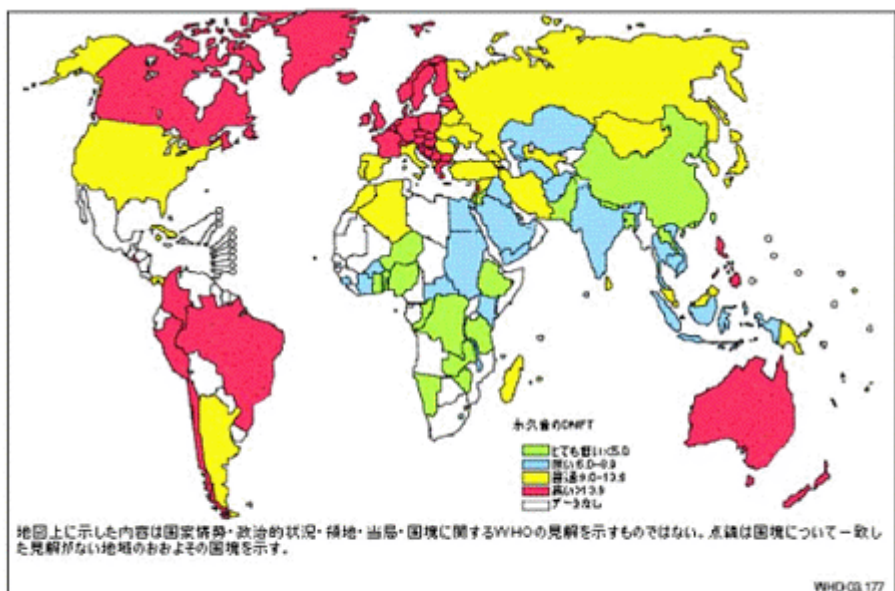 永久歯のDMFT
とても低い:<5.0
低い:5.0-8.9
普通:9.0-13.9
高い:>13.9
データなし
地図上に示した内容は国家情勢・政治的状況・領地・当局・国境に関するWHOの見解を示すものではない。点線は国境について一致し
た見解がない地域のおおよその国境を示す。
WHO 03.177